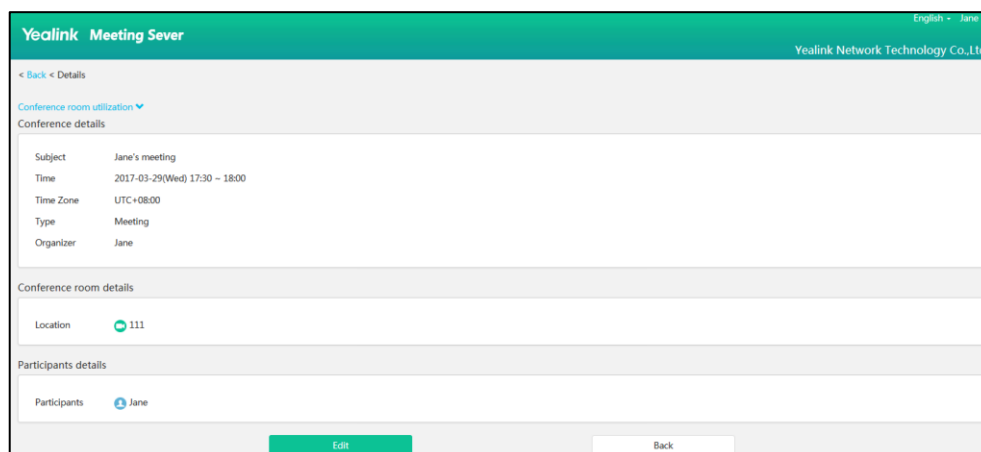 English Jane
Yealink Meeting Sever
Yealink Network Technology Co.,Lt
< Back < Details
Conference room utilization
Conference details
Subject Jane's meeting
Time 2017-03-29(Wed) 17:30 ~ 18:00
Time Zone UTC+08:00
Type Meeting
Organizer Jane
Conference room details
Location 111
Participants details
Participants Jane
Edit Back